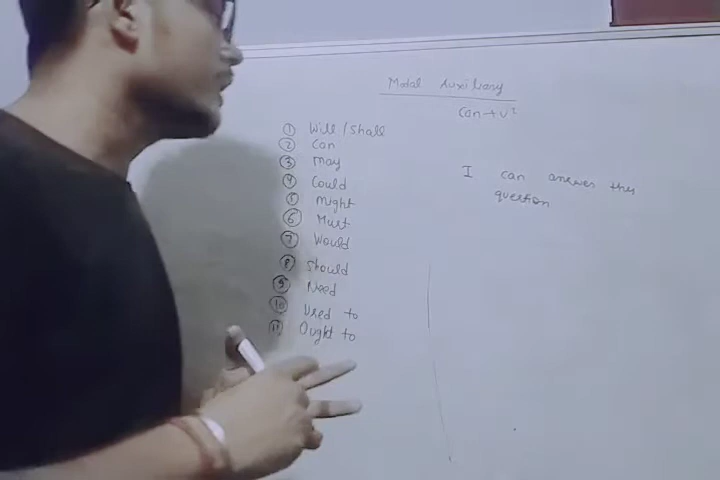 Modal Auxiliary
Can + V¹
① Will / Shall
② Can
③ May
④ Could
⑤ Might
⑥ Must
⑦ Would
⑧ Should
⑨ Need
⑩ Used to
⑪ Ought to
I can answer this
question